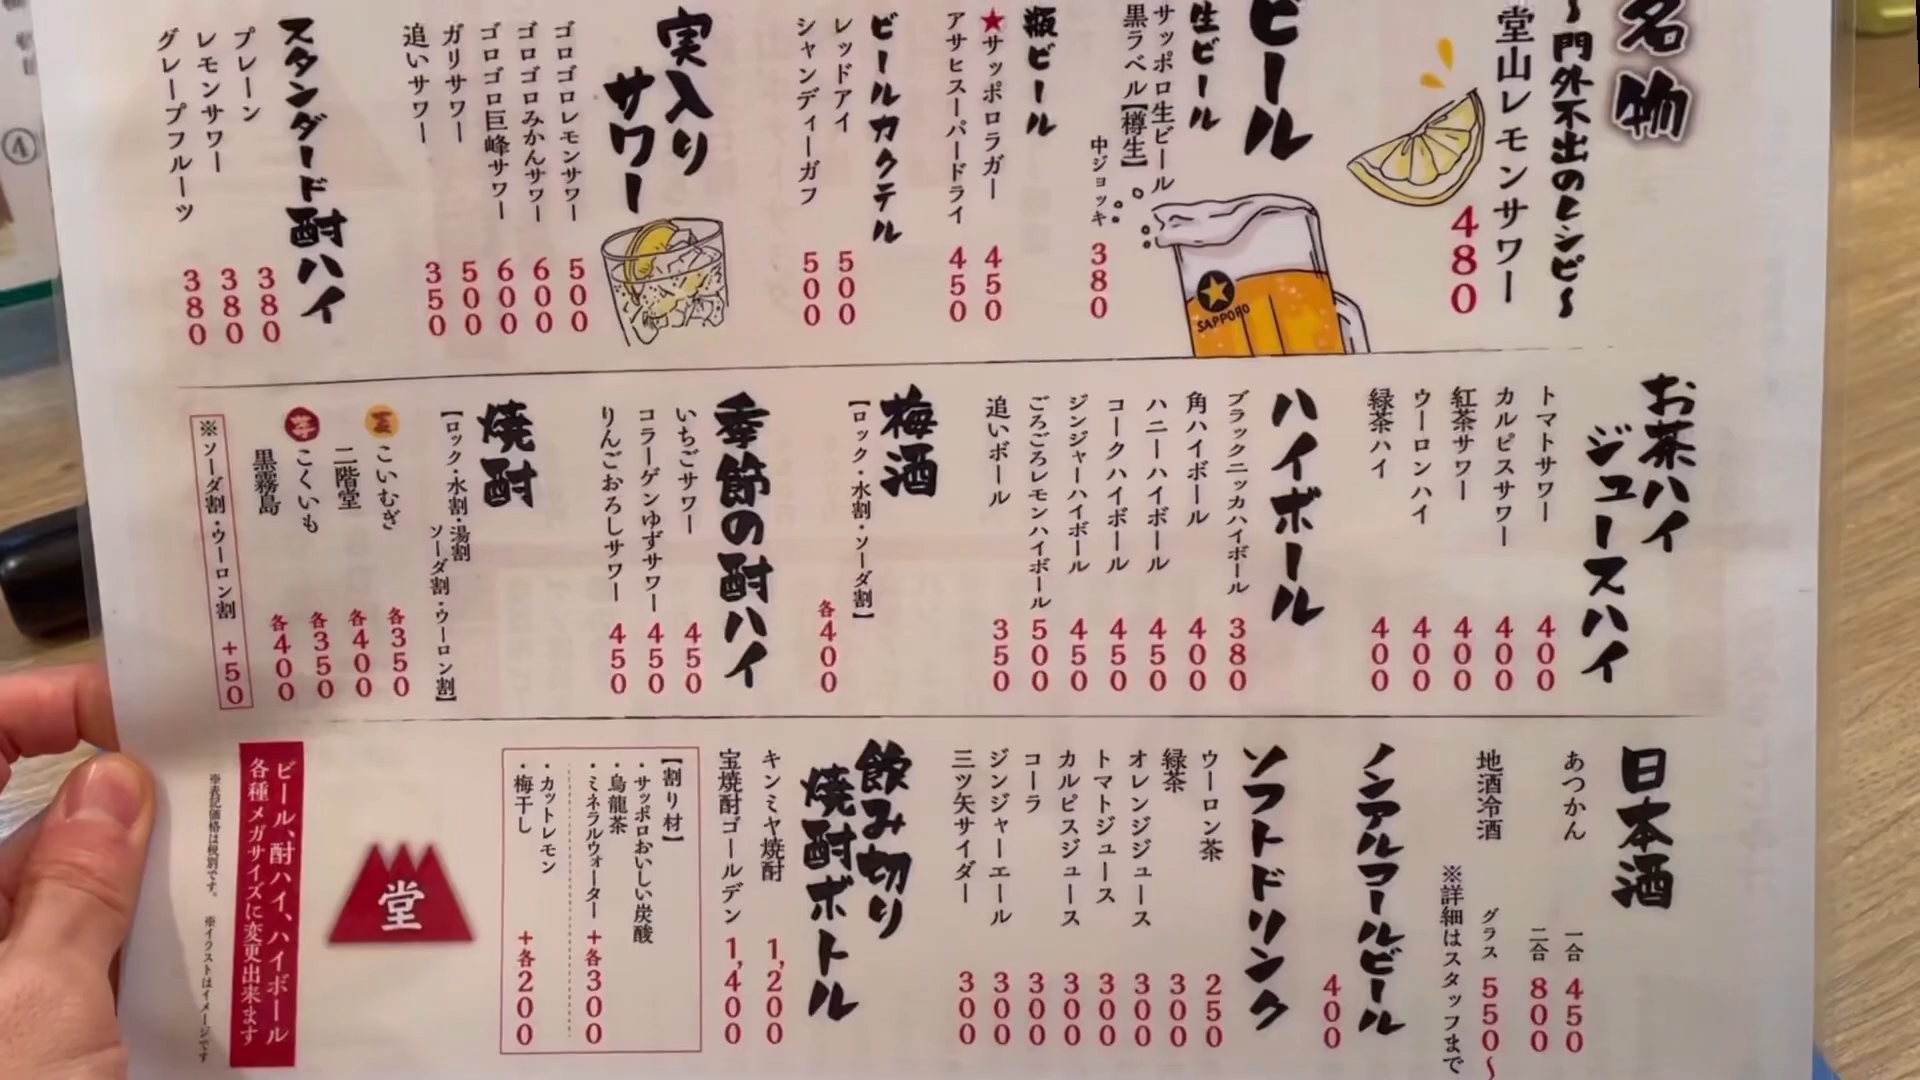 名物
〜門外不出のレシピ〜
堂山レモンサワー 480
ビール
生ビール
サッポロ生ビール
黒ラベル【樽生】
中ジョッキ 380
SAPPORO
瓶ビール
★サッポロラガー 450
アサヒスーパードライ 450
ビールカクテル
レッドアイ 500
シャンディーガフ 500
実入り
サワー
ゴロゴロレモンサワー 500
ゴロゴロみかんサワー 600
ゴロゴロ巨峰サワー 600
ガリサワー 500
追いサワー 350
スタンダード酎ハイ
プレーン 380
レモンサワー 380
グレープフルーツ 380
④
お茶ハイ
ジュースハイ
トマトサワー 400
カルピスサワー 400
紅茶サワー 400
ウーロンハイ 400
緑茶ハイ 400
ハイボール
ブラックニッカハイボール 380
角ハイボール 400
ハニーハイボール 450
コークハイボール 450
ジンジャーハイボール 450
ごろごろレモンハイボール 500
追いボール 350
梅酒
【ロック・水割・ソーダ割】
各400
季節の酎ハイ
いちごサワー 450
コラーゲンゆずサワー 450
りんごおろしサワー 450
焼酎
【ロック・水割・湯割
ソーダ割・ウーロン割】
麦 こいむぎ 各350
二階堂 各400
芋 こくいも 各350
黒霧島 各400
※ソーダ割・ウーロン割 +50
日本酒
あつかん 一合 450
二合 800
地酒冷酒 グラス 550〜
※詳細はスタッフまで
ノンアルコールビール
400
ソフトドリンク
ウーロン茶 250
緑茶 300
オレンジジュース 300
トマトジュース 300
カルピスジュース 300
コーラ 300
ジンジャーエール 300
三ツ矢サイダー 300
飲み切り
焼酎ボトル
キンミヤ焼酎 1,200
宝焼酎ゴールデン 1,400
【割り材】
・サッポロおいしい炭酸
・烏龍茶
・ミネラルウォーター +各300
・カットレモン
・梅干し +各200
堂
ビール、酎ハイ、ハイボール
各種メガサイズに変更出来ます
※表記価格は税別です。 ※イラストはイメージです